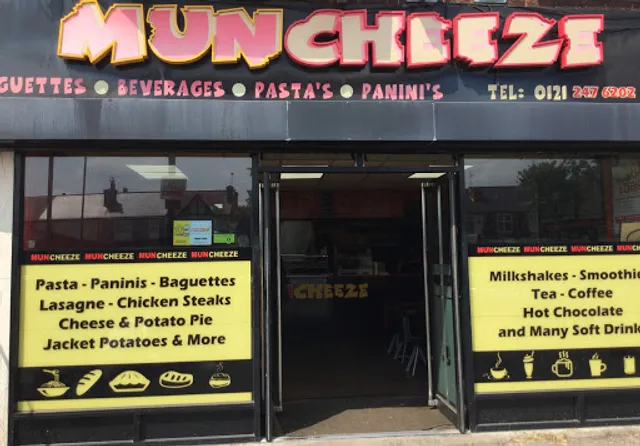 MUNCHEEZE
GUETTES • BEVERAGES • PASTA'S • PANINI'S TEL: 0121 247 6202
MUNCHEEZE MUNCHEEZE MUNCHEEZE MUNCHEEZE
Pasta - Paninis - Baguettes
Lasagne - Chicken Steaks
Cheese & Potato Pie
Jacket Potatoes & More
CHEEZE
MUNCHEEZE MUNCHEEZE MUNCHEEZE MUNCHEEZE
Milkshakes - Smoothie
Tea - Coffee
Hot Chocolate
and Many Soft Drink